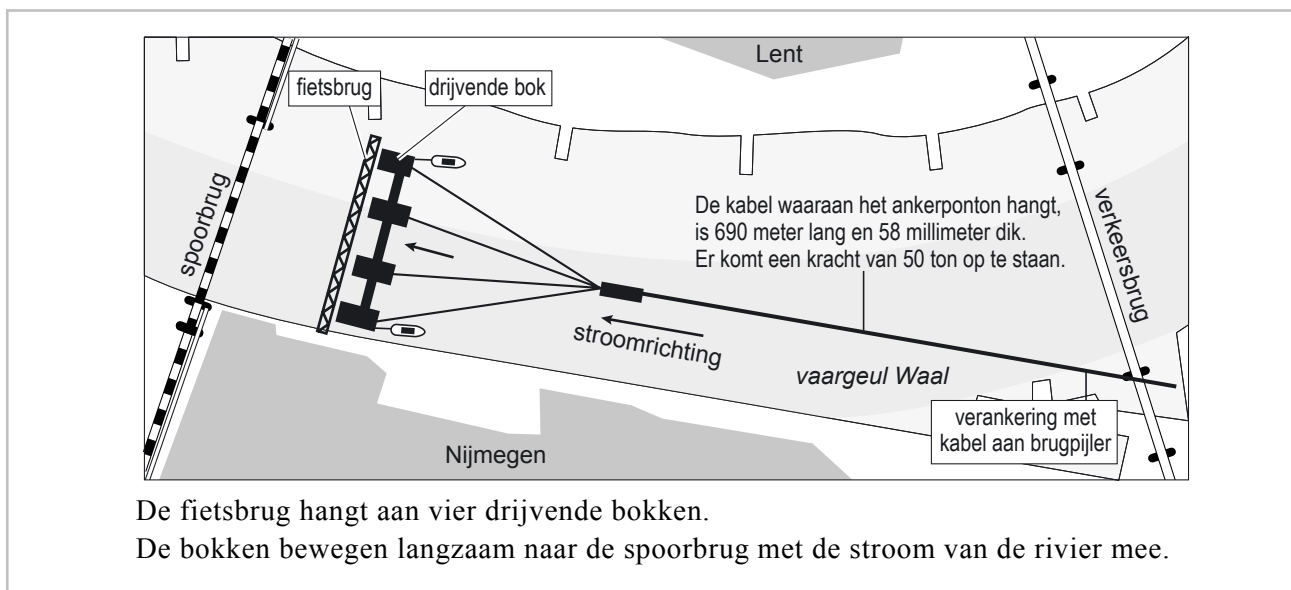 Lent
fietsbrug
drijvende bok
spoorbrug
De kabel waaraan het ankerponton hangt,
is 690 meter lang en 58 millimeter dik.
Er komt een kracht van 50 ton op te staan.
verkeersbrug
stroomrichting
vaargeul Waal
verankering met
kabel aan brugpijler
Nijmegen
De fietsbrug hangt aan vier drijvende bokken.
De bokken bewegen langzaam naar de spoorbrug met de stroom van de rivier mee.